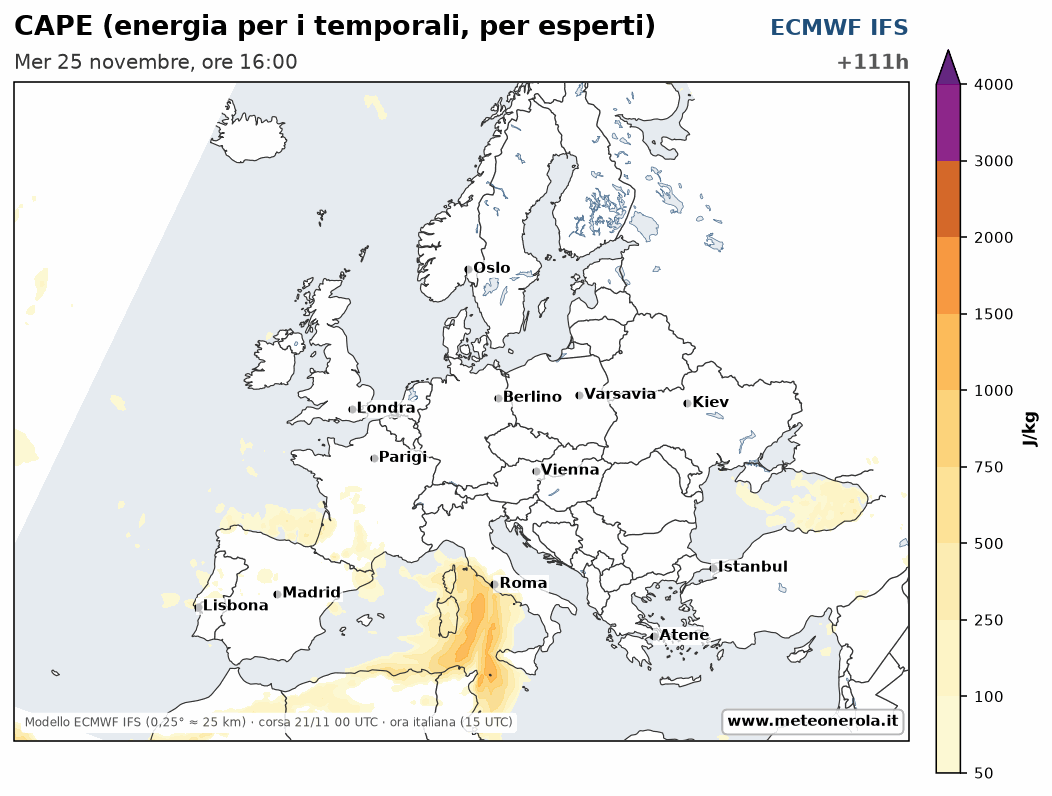 CAPE (energia per i temporali, per esperti)
ECMWF IFS
Mer 25 novembre, ore 16:00
+111h
4000
3000
2000
1500
1000
750
500
250
100
50
J/kg
Oslo
Londra
Berlino
Varsavia
Kiev
Parigi
Vienna
Istanbul
Roma
Madrid
Lisbona
Atene
Modello ECMWF IFS (0,25° ≈ 25 km) · corsa 21/11 00 UTC · ora italiana (15 UTC)
www.meteonerola.it